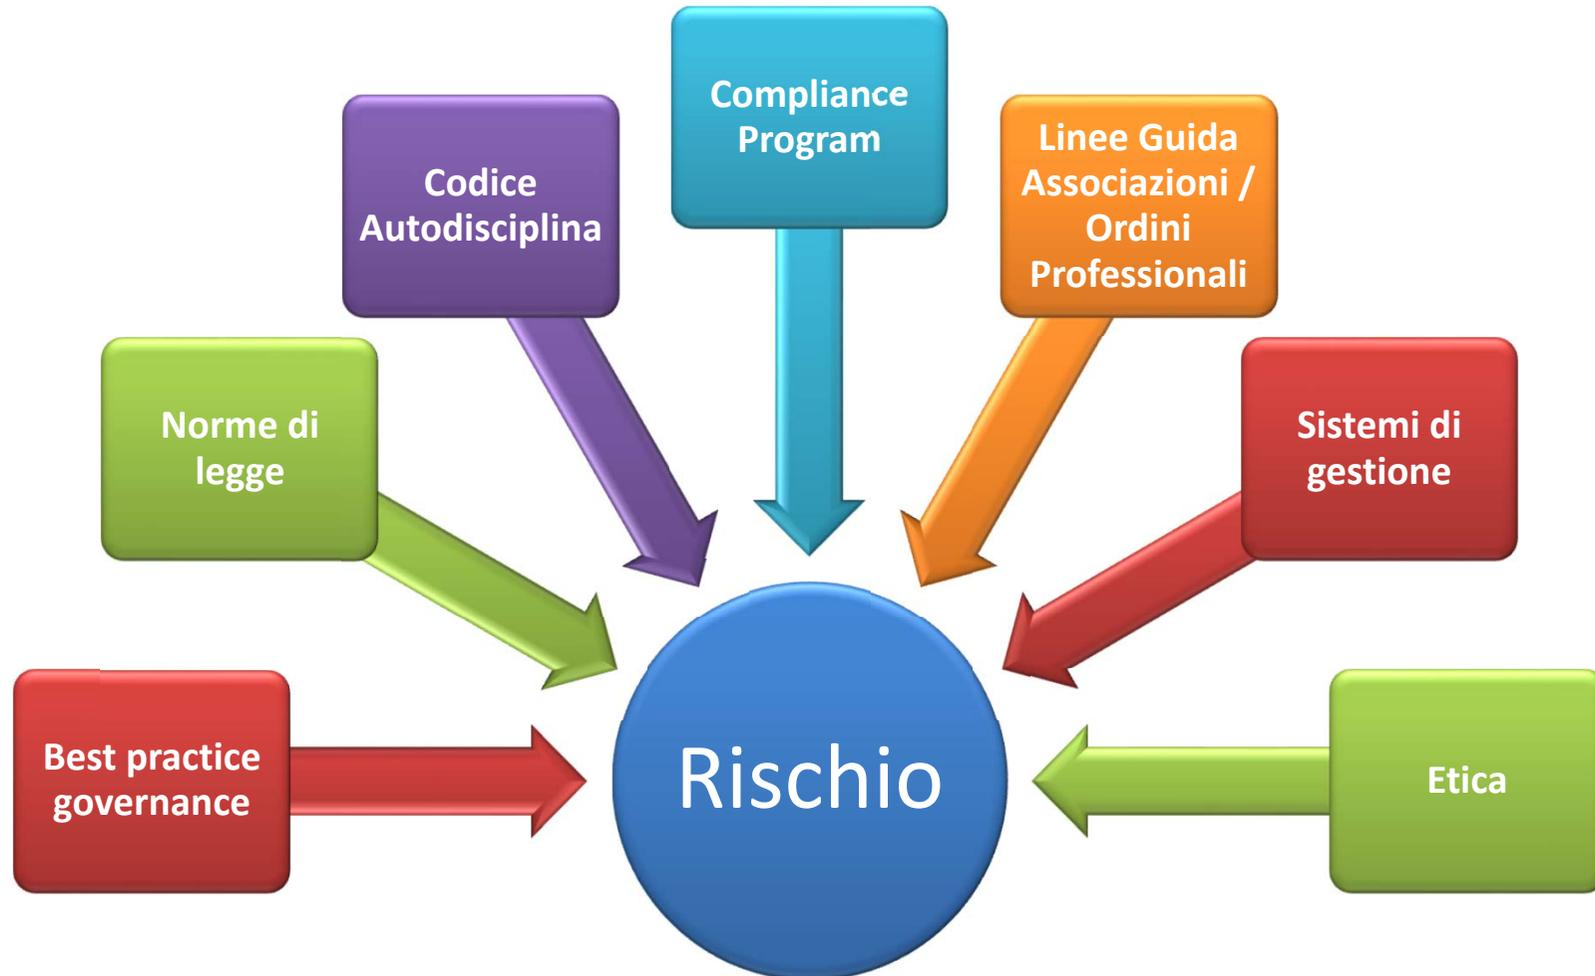 Compliance
Program
Codice
Autodisciplina
Linee Guida
Associazioni /
Ordini
Professionali
Norme di
legge
Sistemi di
gestione
Best practice
governance
Rischio
Etica